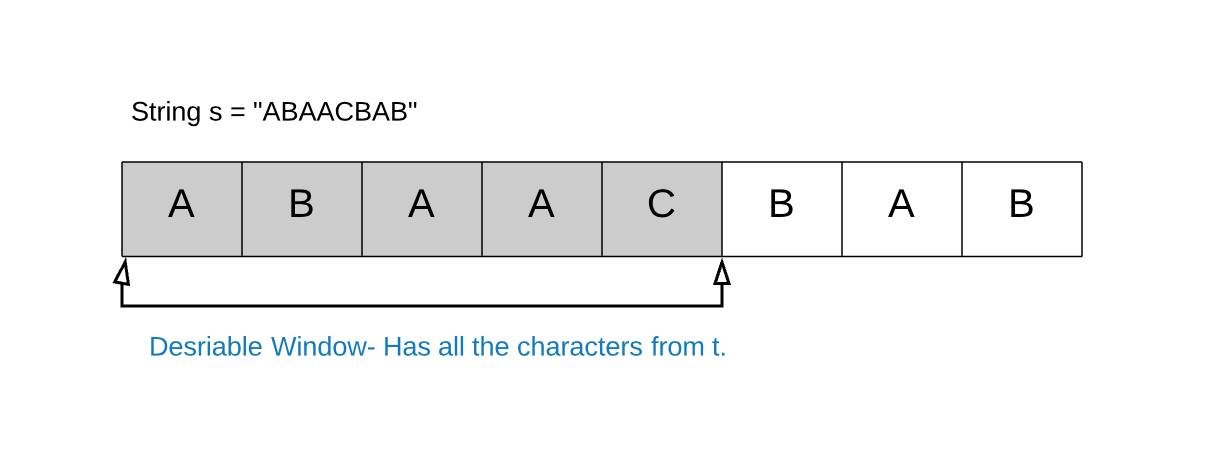 String s = "ABAACBAB"
A B A A C B A B
Desriable Window- Has all the characters from t.